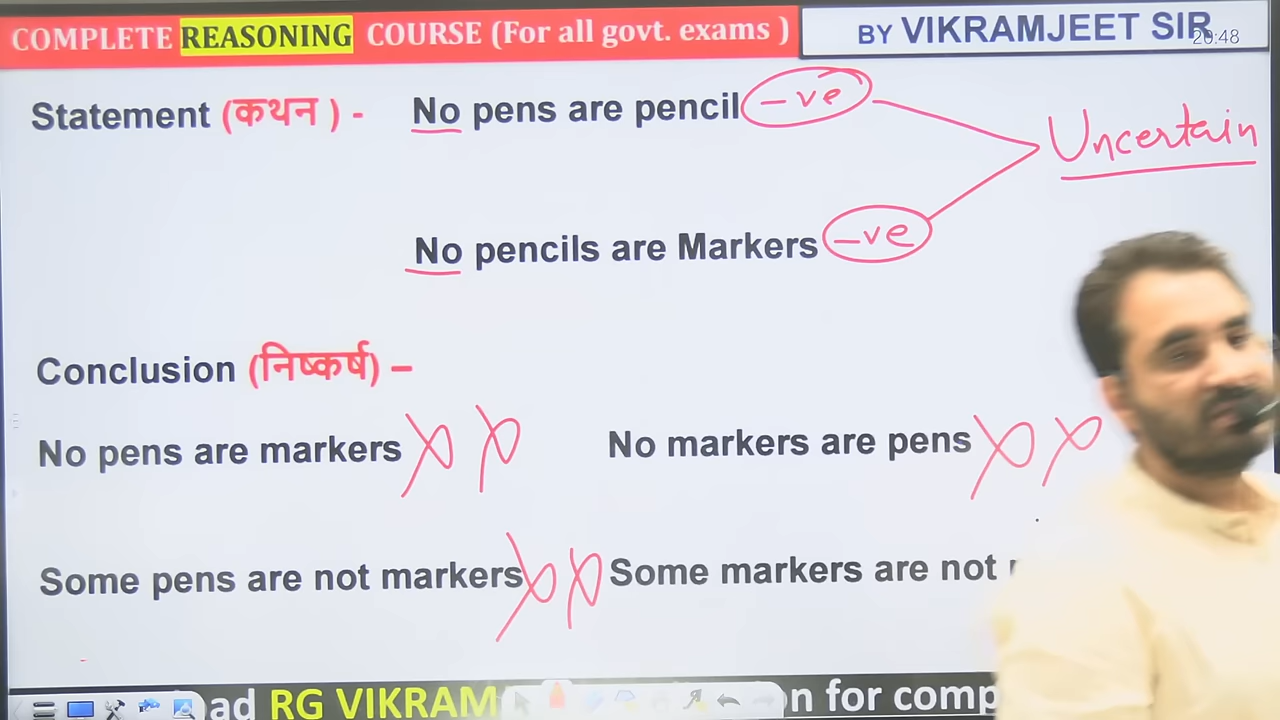 COMPLETE REASONING COURSE (For all govt. exams )
BY VIKRAMJEET SIR
20:48
Statement (कथन ) - No pens are pencil -ve
Uncertain
No pencils are Markers -ve
Conclusion (निष्कर्ष) –
No pens are markers No markers are pens
Some pens are not markers Some markers are not
ad RG VIKRAM n for comp